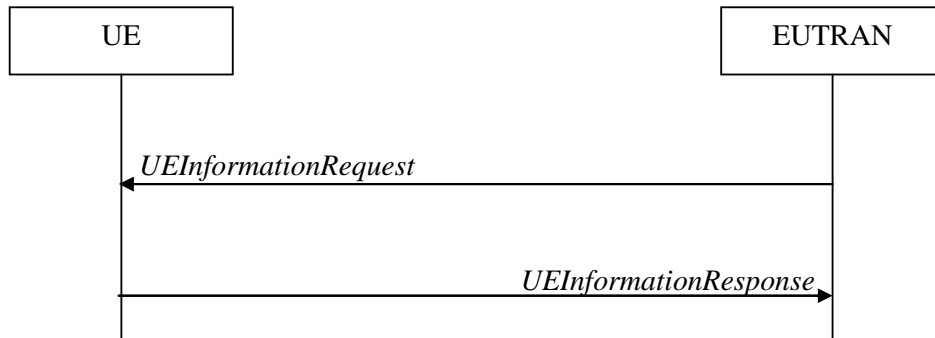 UE
EUTRAN
UEInformationRequest
UEInformationResponse